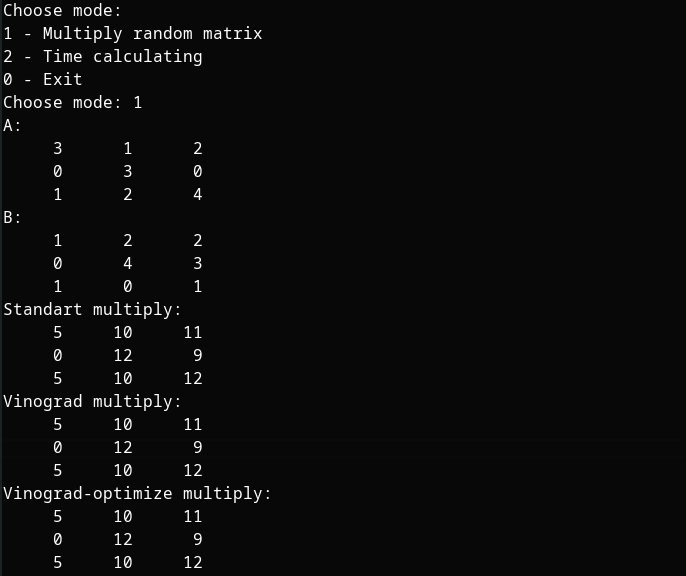 Choose mode:
1 - Multiply random matrix
2 - Time calculating
0 - Exit
Choose mode: 1
A:
3 1 2
0 3 0
1 2 4
B:
1 2 2
0 4 3
1 0 1
Standart multiply:
5 10 11
0 12 9
5 10 12
Vinograd multiply:
5 10 11
0 12 9
5 10 12
Vinograd-optimize multiply:
5 10 11
0 12 9
5 10 12